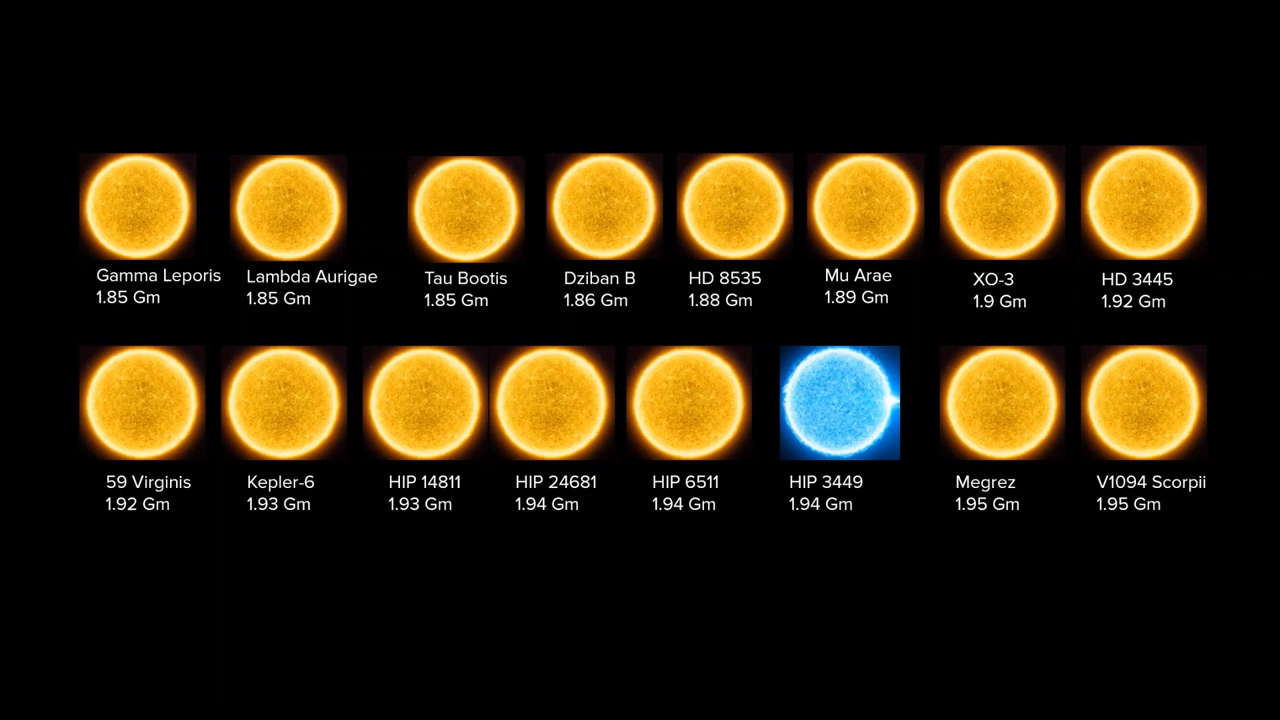 Gamma Leporis
1.85 Gm
Lambda Aurigae
1.85 Gm
Tau Bootis
1.85 Gm
Dziban B
1.86 Gm
HD 8535
1.88 Gm
Mu Arae
1.89 Gm
XO-3
1.9 Gm
HD 3445
1.92 Gm
59 Virginis
1.92 Gm
Kepler-6
1.93 Gm
HIP 14811
1.93 Gm
HIP 24681
1.94 Gm
HIP 6511
1.94 Gm
HIP 3449
1.94 Gm
Megrez
1.95 Gm
V1094 Scorpii
1.95 Gm